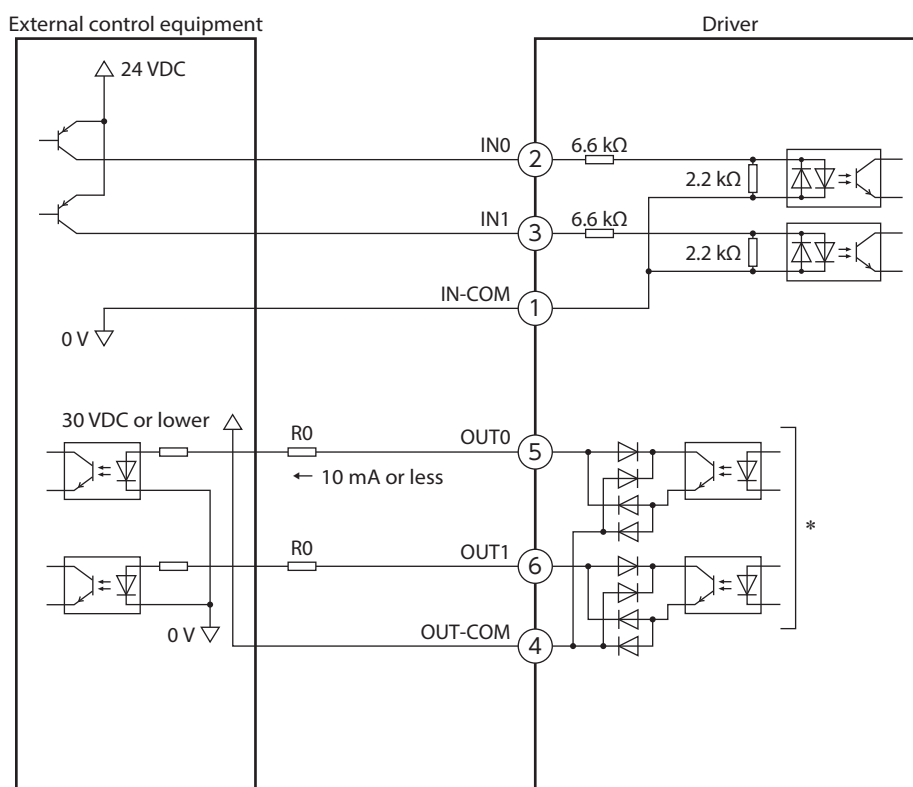 External control equipment
Driver
24 VDC
IN0
2
6.6 kΩ
2.2 kΩ
IN1
3
6.6 kΩ
2.2 kΩ
IN-COM
1
0 V
30 VDC or lower
R0
OUT0
5
← 10 mA or less
*
R0
OUT1
6
0 V
OUT-COM
4